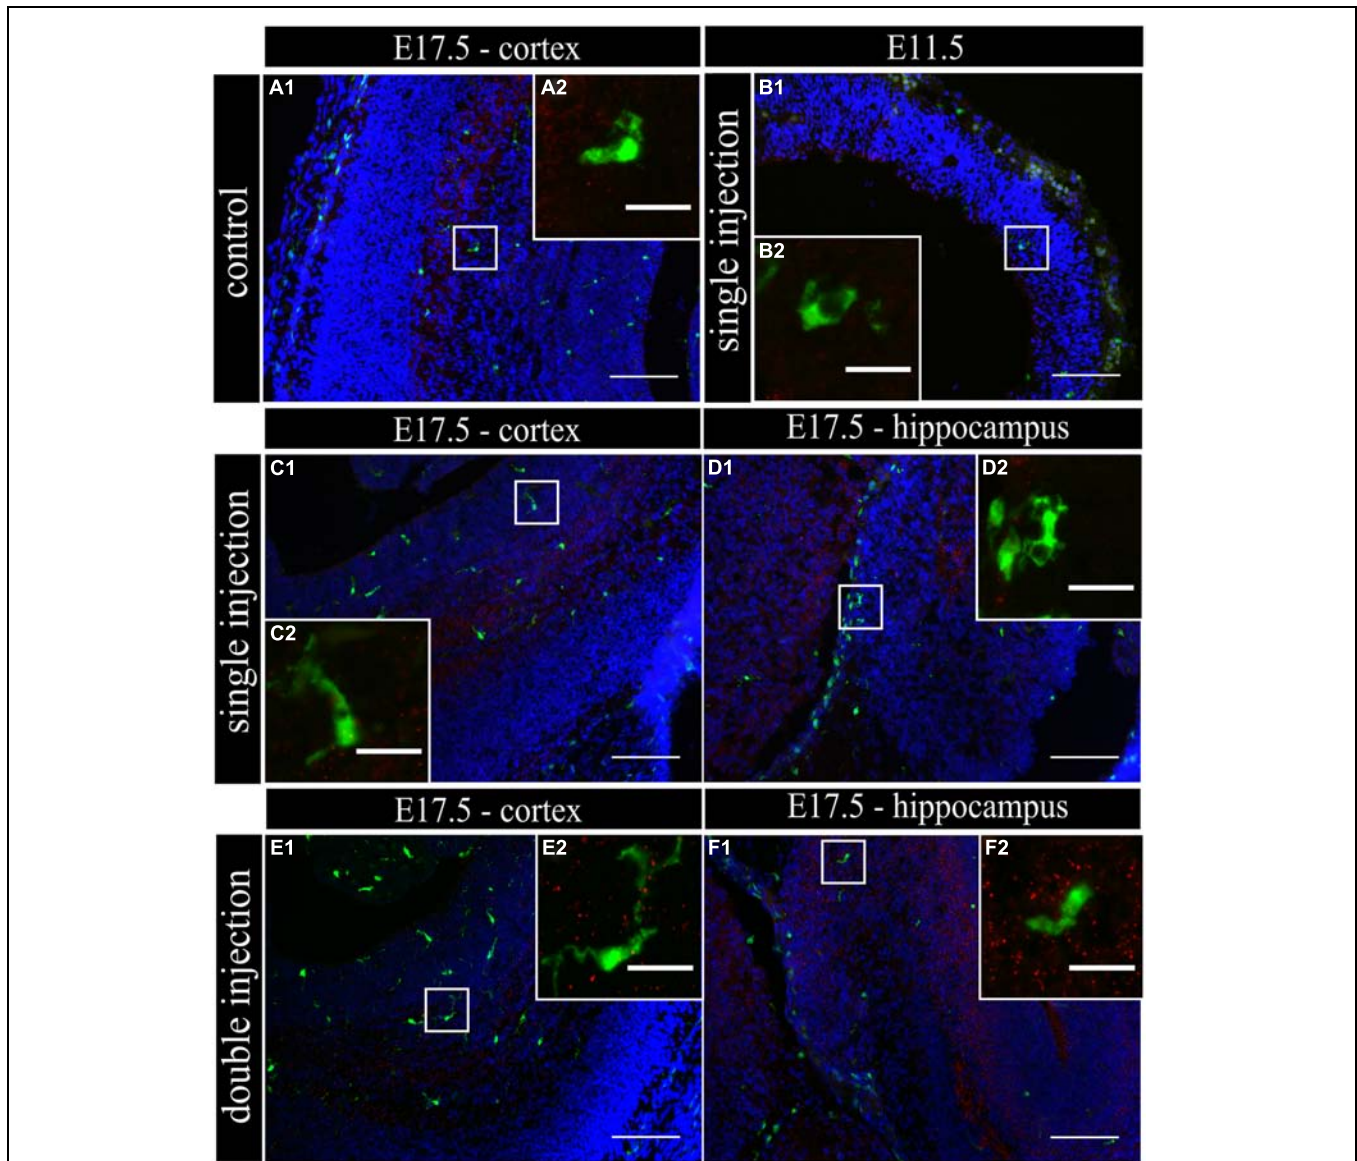 E17.5 - cortex
E11.5
control
A1
A2
single injection
B1
B2
E17.5 - cortex
E17.5 - hippocampus
single injection
C1
C2
D1
D2
E17.5 - cortex
E17.5 - hippocampus
double injection
E1
E2
F1
F2